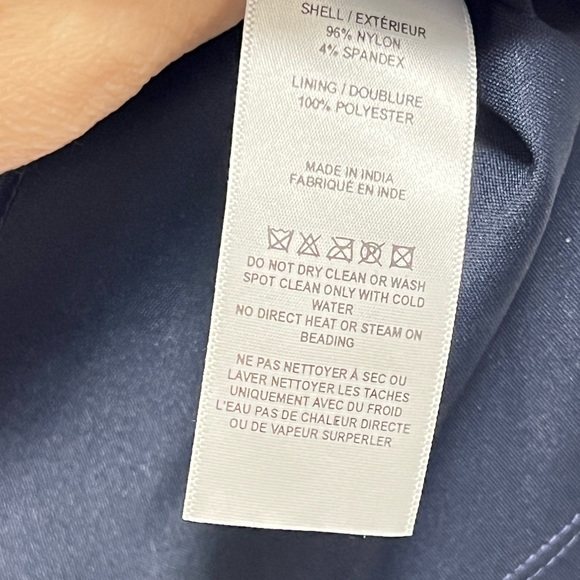 SHELL / EXTÉRIEUR
96% NYLON
4% SPANDEX
LINING / DOUBLURE
100% POLYESTER
MADE IN INDIA
FABRIQUÉ EN INDE
DO NOT DRY CLEAN OR WASH
SPOT CLEAN ONLY WITH COLD
WATER
NO DIRECT HEAT OR STEAM ON
BEADING
NE PAS NETTOYER À SEC OU
LAVER NETTOYER LES TACHES
UNIQUEMENT AVEC DU FROID
L'EAU PAS DE CHALEUR DIRECTE
OU DE VAPEUR SURPERLER